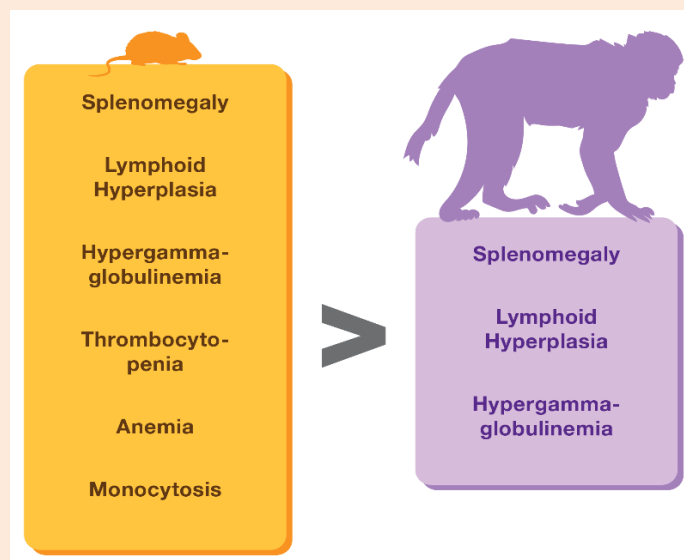 Splenomegaly
Lymphoid
Hyperplasia
Hypergamma-
globulinemia
Thrombocyto-
penia
Anemia
Monocytosis
>
Splenomegaly
Lymphoid
Hyperplasia
Hypergamma-
globulinemia